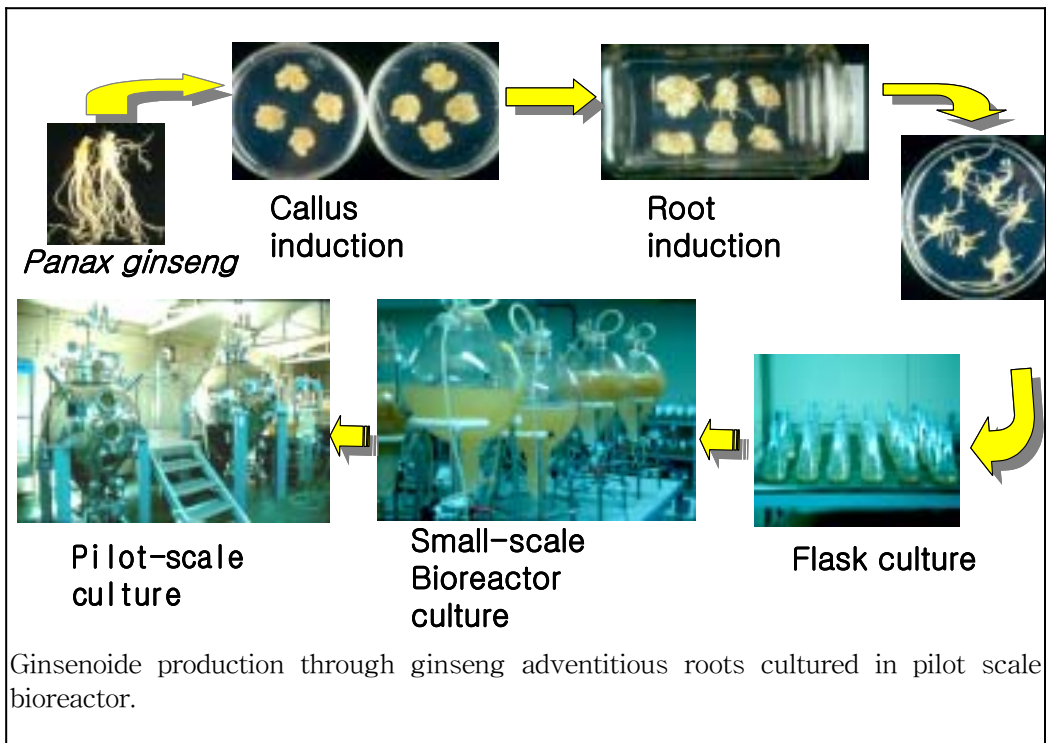 Panax ginseng
Callus
induction
Root
induction
Flask culture
Small-scale
Bioreactor
culture
Pilot-scale
culture
Ginsenoide production through ginseng adventitious roots cultured in pilot scale
bioreactor.